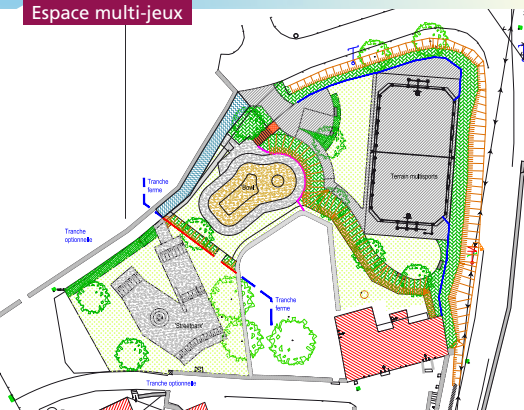 Espace multi-jeux
Tranche
ferme
Bowl
Terrain multisports
Tranche
optionnelle
Tranche
ferme
Streetpark
Tranche optionnelle